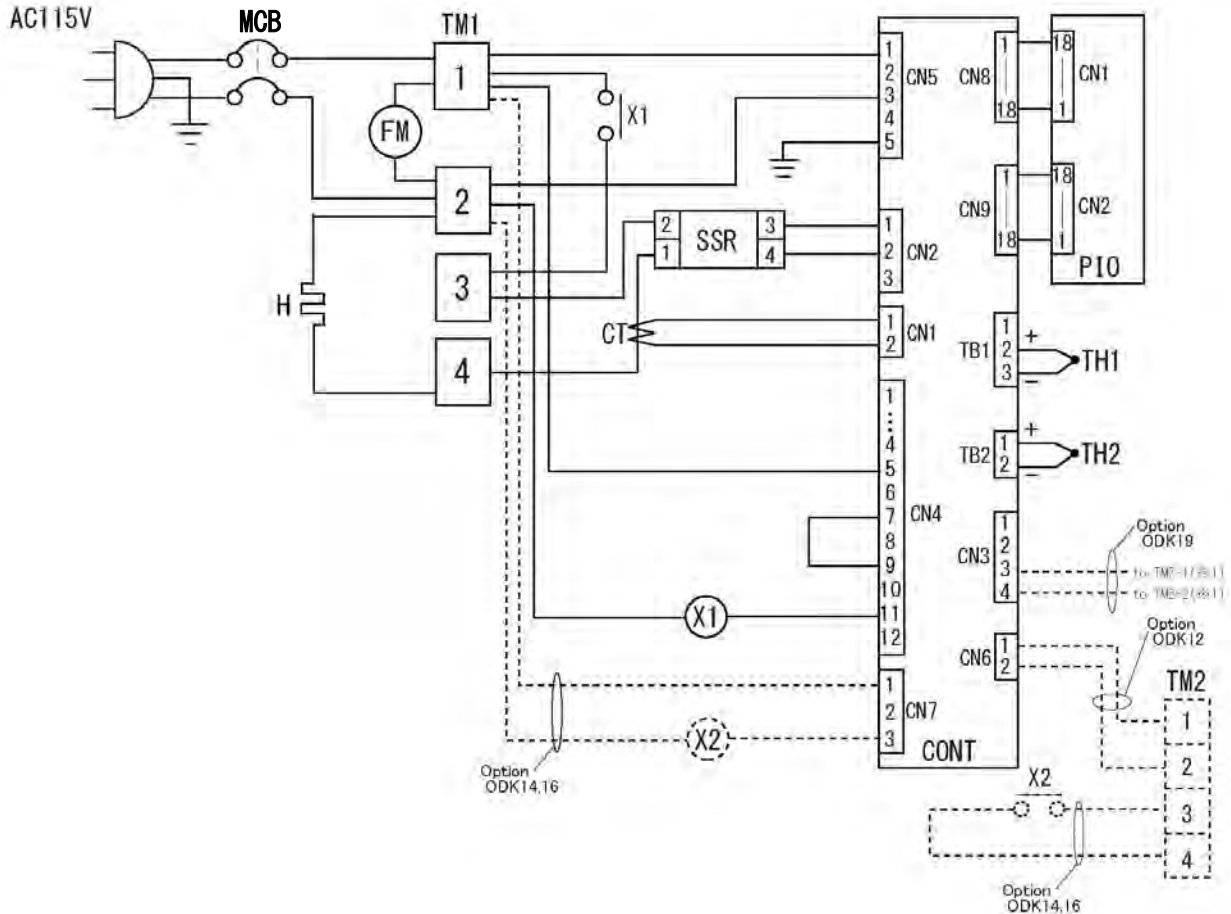 AC115V
MCB
TM1
1
2
3
4
FM
H
X1
2
1
SSR
3
4
CT
1
2
3
4
5
CN5
1
2
3
CN2
1
2
CN1
1
4
5
6
7
8
9
10
11
12
CN4
1
2
3
CN7
CONT
X1
X2
Option
ODK14,16
CN8
1
18
18
1
CN1
CN9
1
18
18
1
CN2
PIO
TB1
1
2
3
+
−
TH1
TB2
1
2
+
−
TH2
CN3
1
2
3
4
Option
ODK19
CN6
1
2
Option
ODK12
TM2
1
2
3
4
X2
Option
ODK14,16